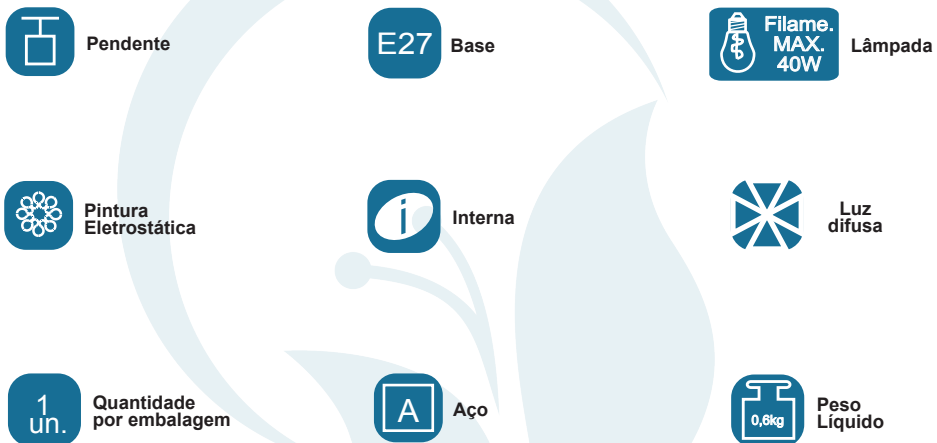 Pendente
E27
Base
Filame.
MAX.
40W
Lâmpada
Pintura
Eletrostática
i
Interna
Luz
difusa
1
un.
Quantidade
por embalagem
A
Aço
0,6kg
Peso
Líquido